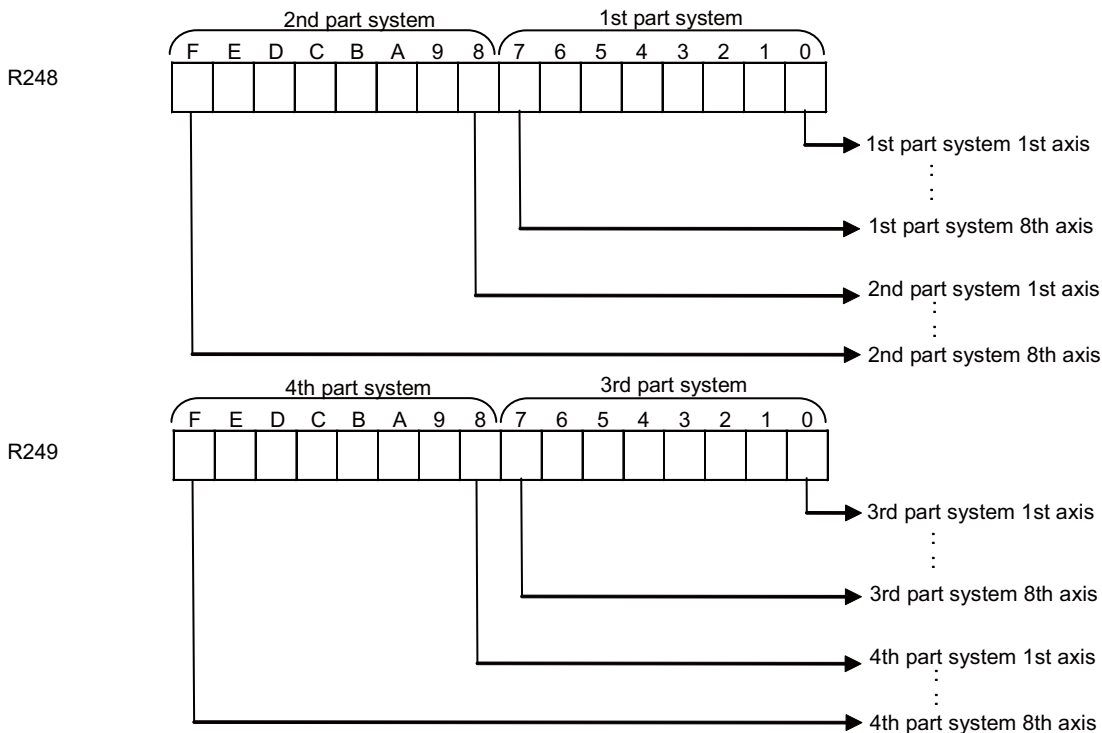 2nd part system 1st part system
F E D C B A 9 8 7 6 5 4 3 2 1 0
R248
1st part system 1st axis
1st part system 8th axis
2nd part system 1st axis
2nd part system 8th axis
4th part system 3rd part system
F E D C B A 9 8 7 6 5 4 3 2 1 0
R249
3rd part system 1st axis
3rd part system 8th axis
4th part system 1st axis
4th part system 8th axis